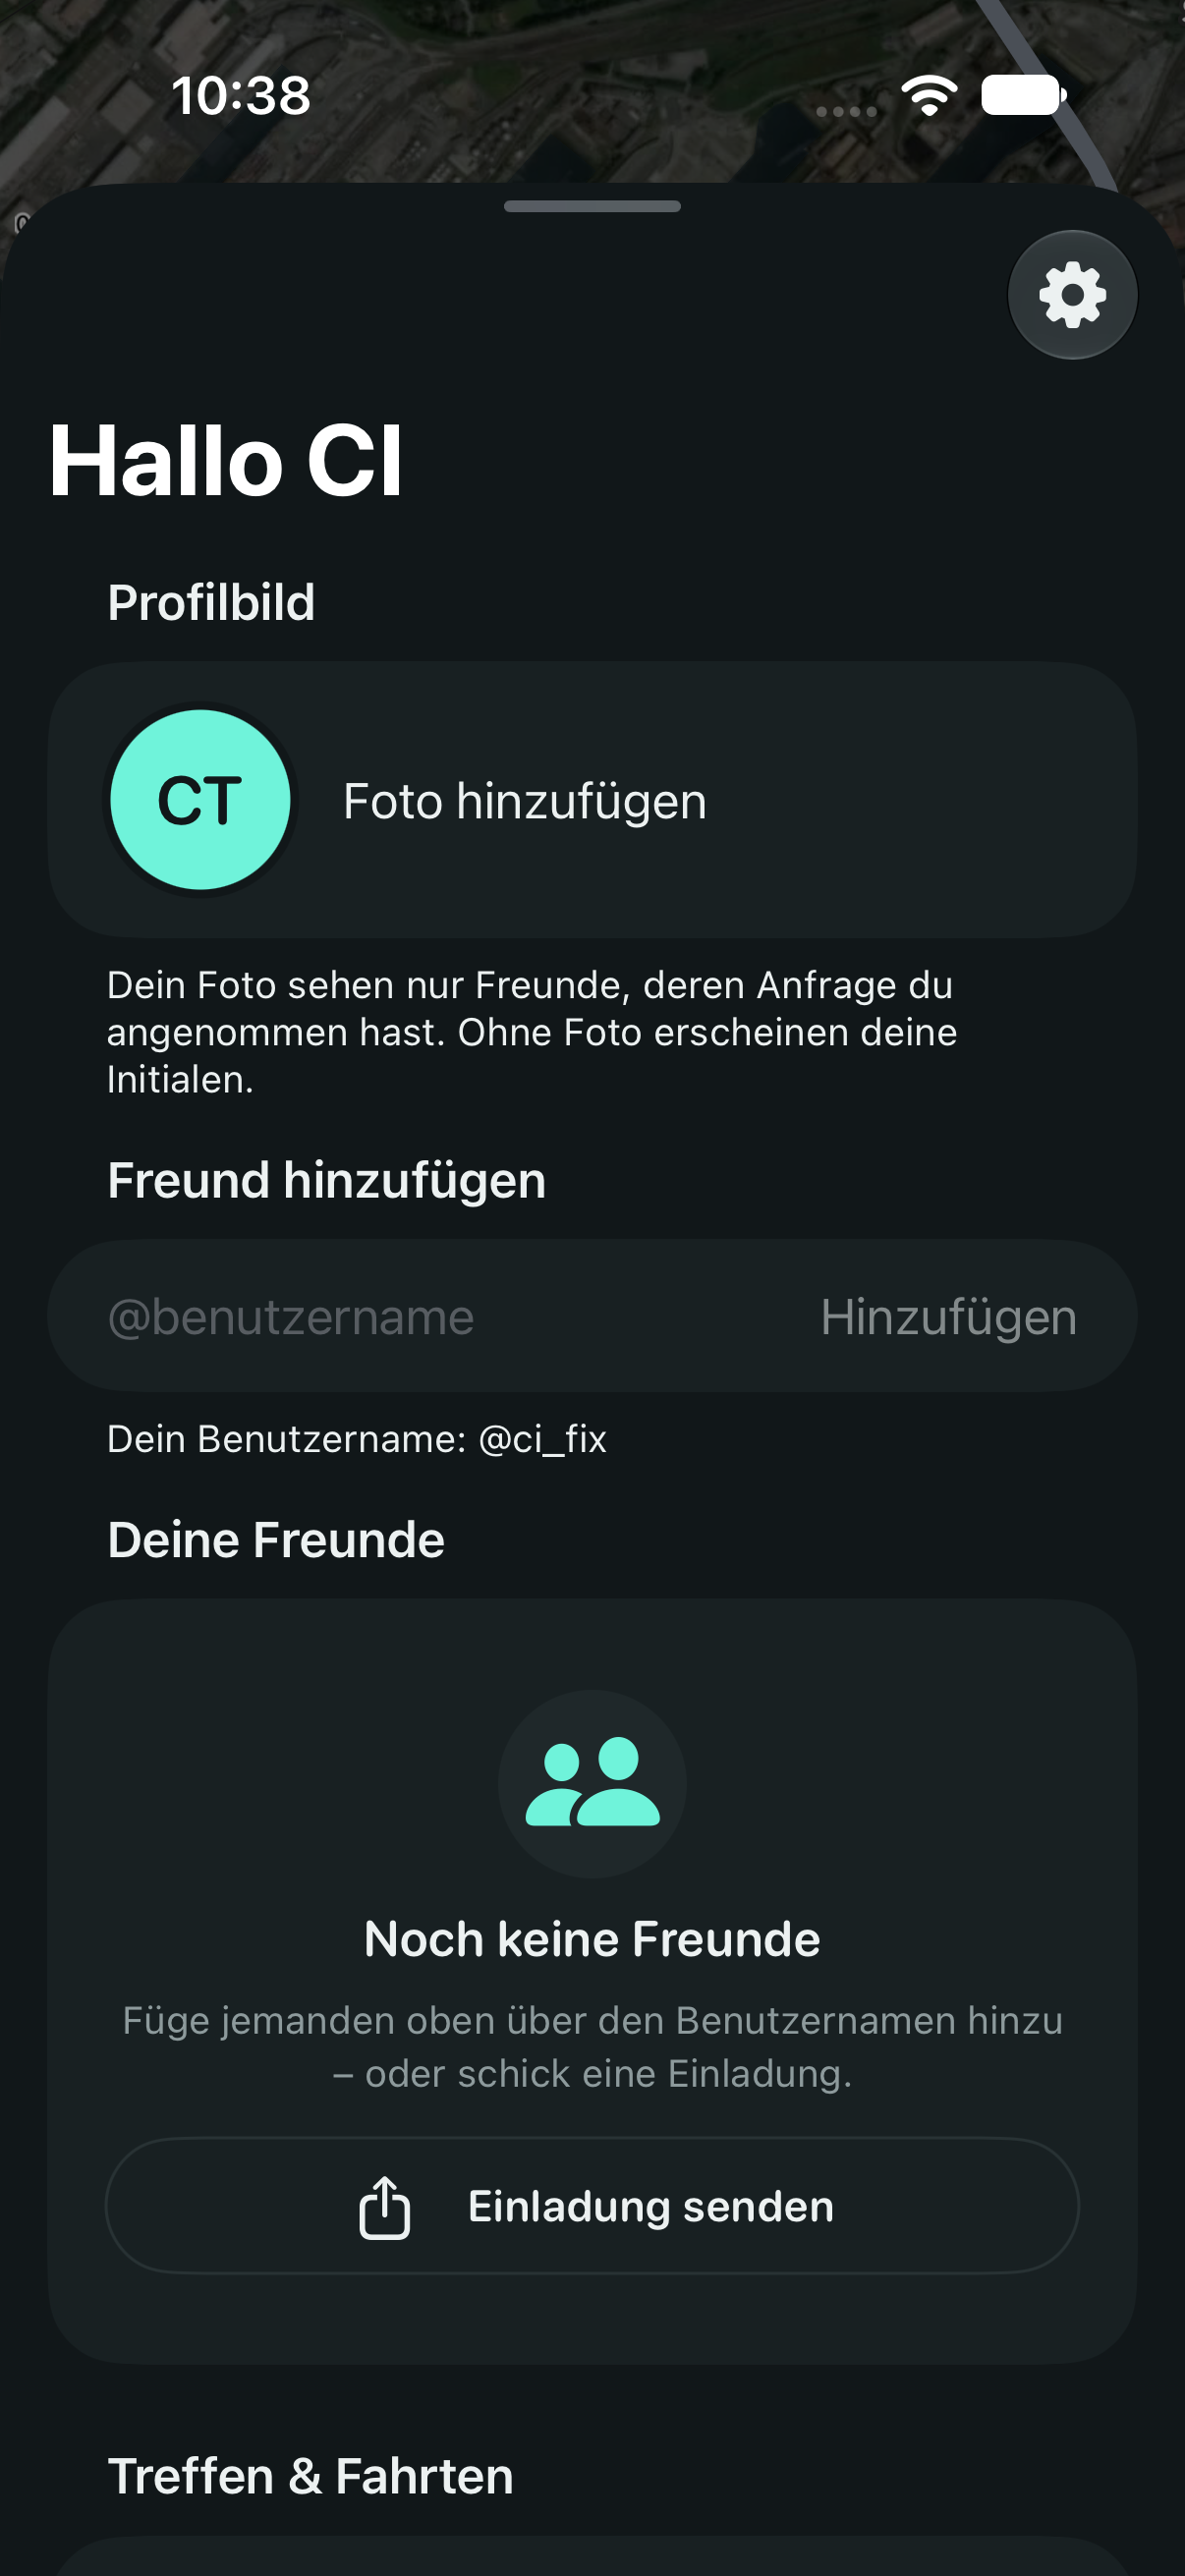 10:38
Hallo CI
Profilbild
CT
Foto hinzufügen
Dein Foto sehen nur Freunde, deren Anfrage du
angenommen hast. Ohne Foto erscheinen deine
Initialen.
Freund hinzufügen
@benutzername
Hinzufügen
Dein Benutzername: @ci_fix
Deine Freunde
Noch keine Freunde
Füge jemanden oben über den Benutzernamen hinzu
– oder schick eine Einladung.
Einladung senden
Treffen & Fahrten